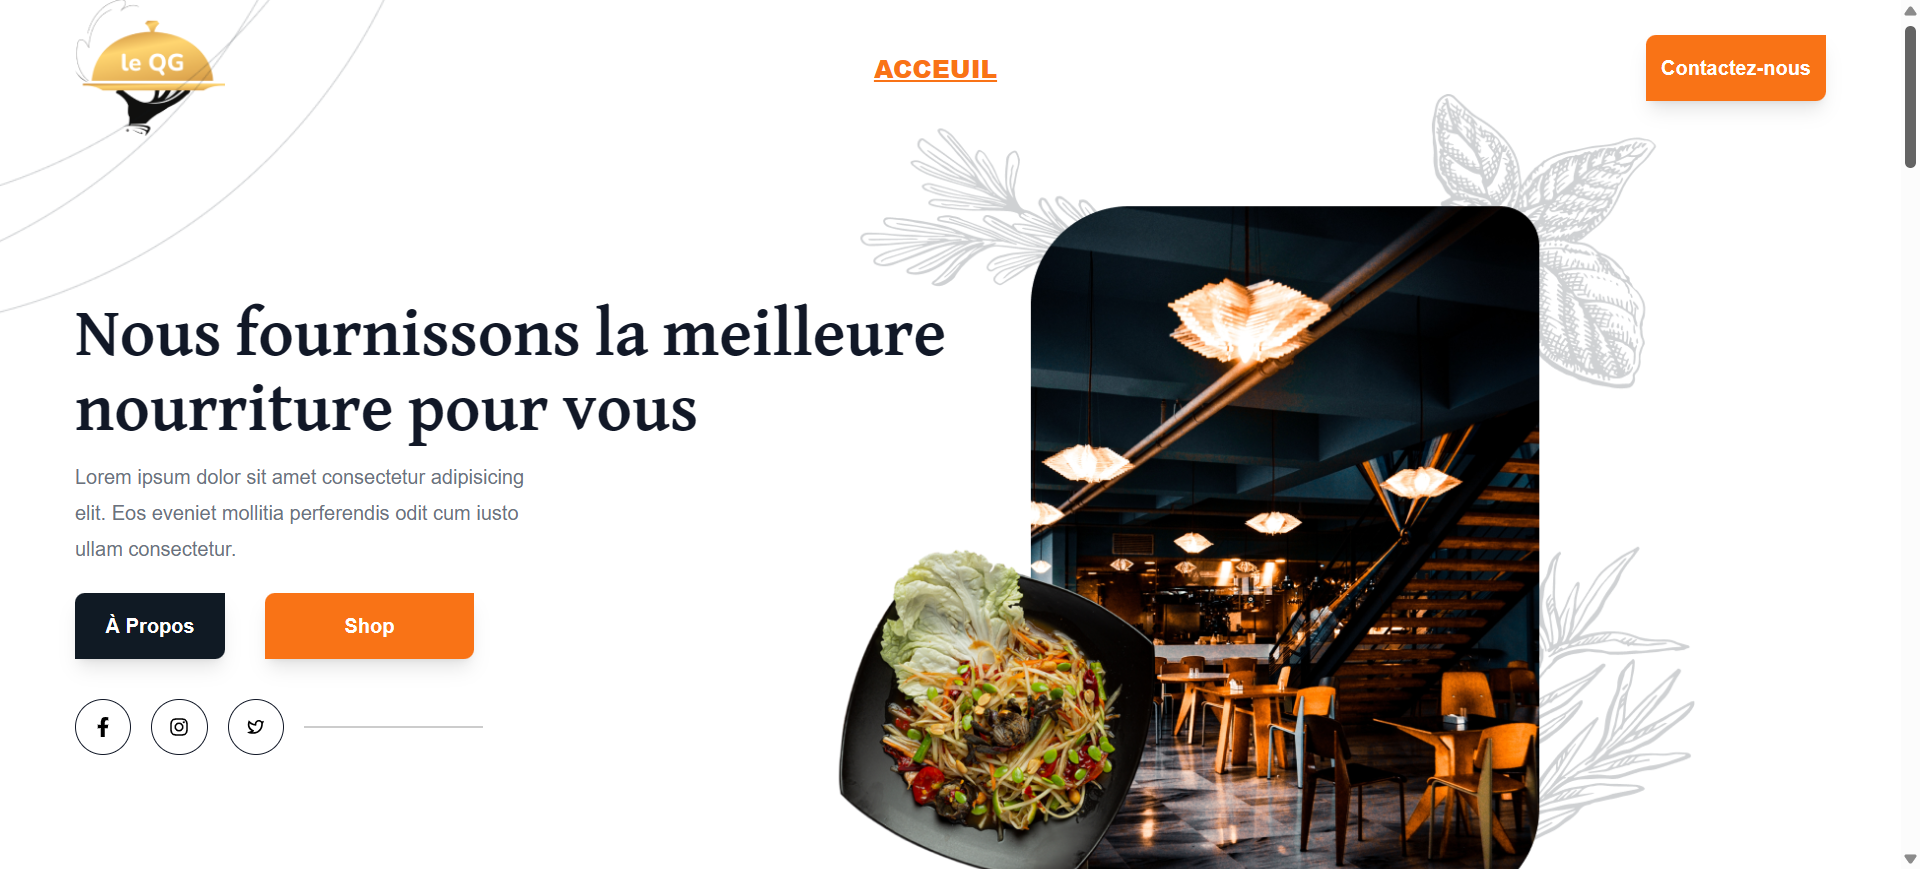 le QG
ACCEUIL
Contactez-nous
Nous fournissons la meilleure
nourriture pour vous
Lorem ipsum dolor sit amet consectetur adipisicing
elit. Eos eveniet mollitia perferendis odit cum iusto
ullam consectetur.
À Propos
Shop